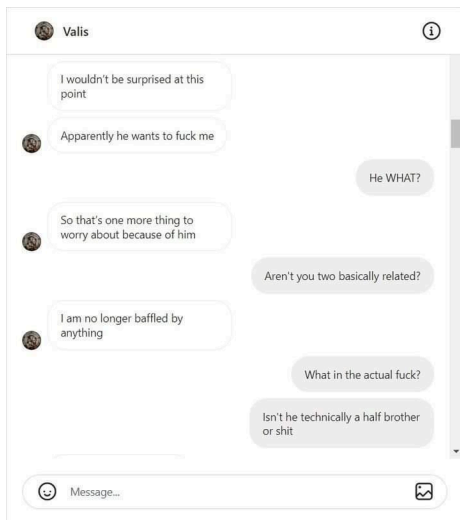 Valis
I wouldn't be surprised at this
point
Apparently he wants to fuck me
He WHAT?
So that's one more thing to
worry about because of him
Aren't you two basically related?
I am no longer baffled by
anything
What in the actual fuck?
Isn't he technically a half brother
or shit
Message...